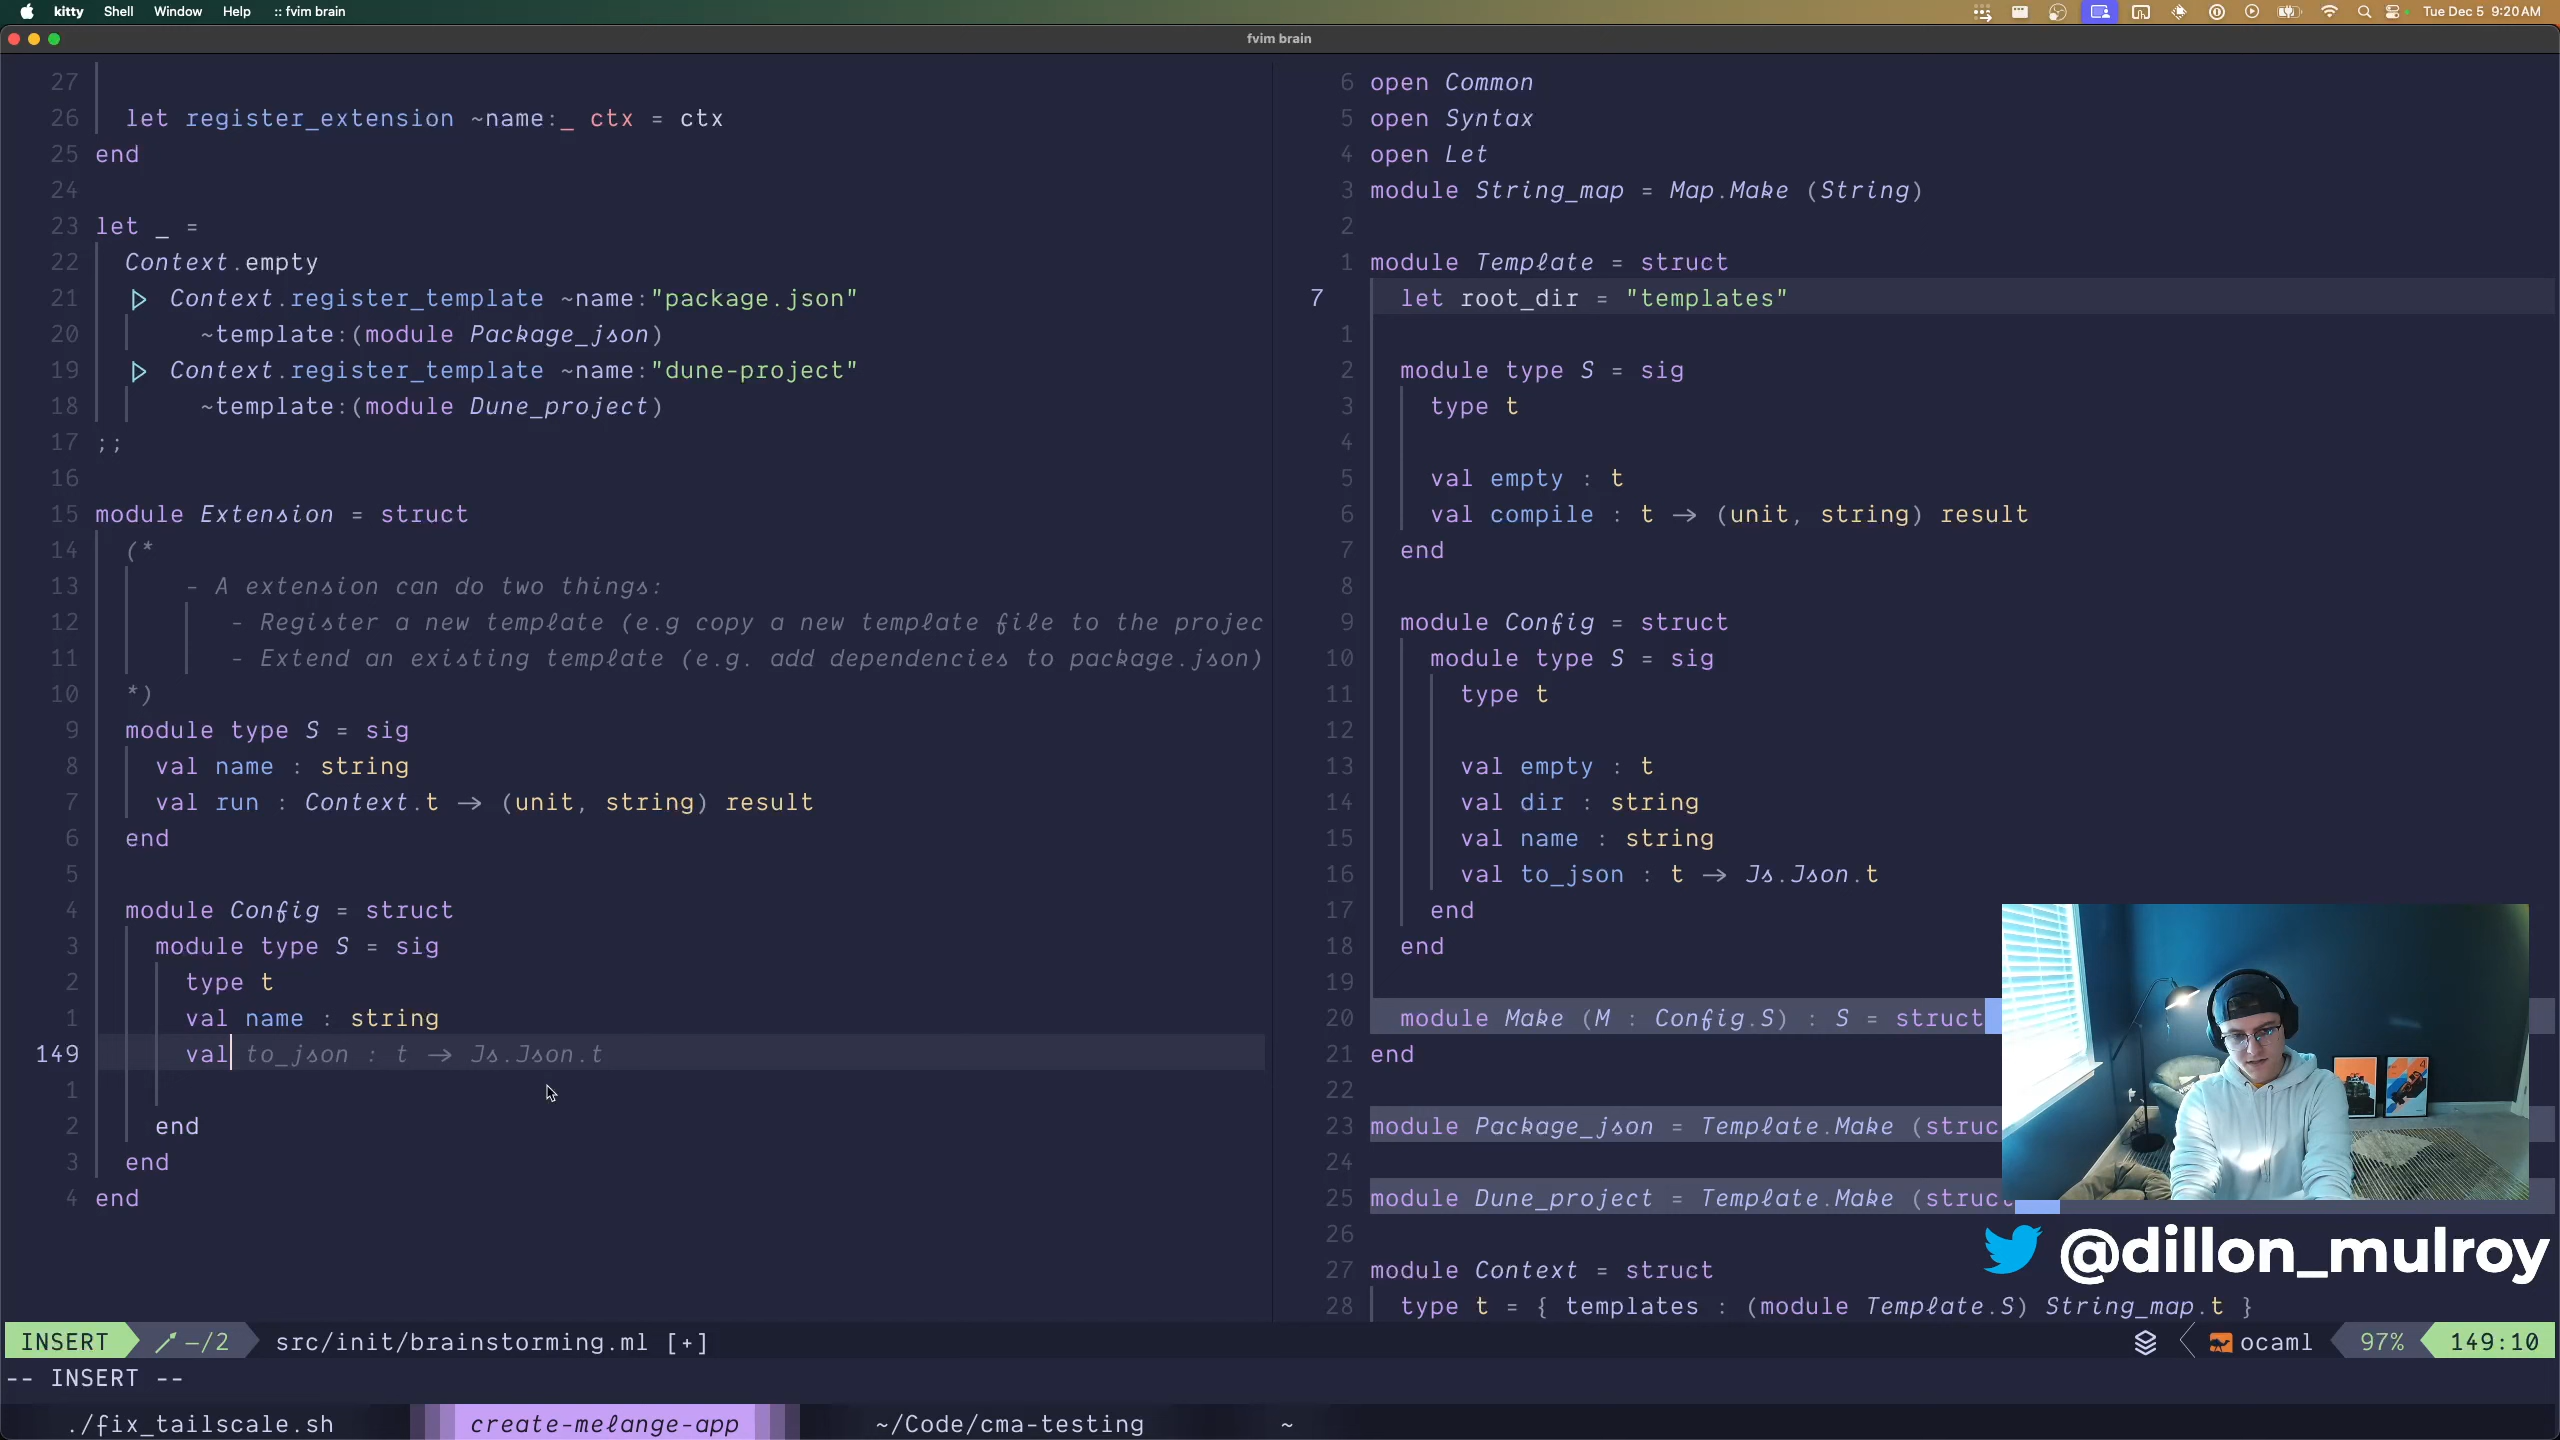 kitty Shell Window Help :: fvim brain
Tue Dec 5 9:20 AM
fvim brain
27
26 let register_extension ~name:_ ctx = ctx
25 end
24
23 let _ =
22 Context.empty
21 ▷ Context.register_template ~name:"package.json"
20 ~template:(module Package_json)
19 ▷ Context.register_template ~name:"dune-project"
18 ~template:(module Dune_project)
17 ;;
16
15 module Extension = struct
14 (*
13 - A extension can do two things:
12 - Register a new template (e.g copy a new template file to the projec
11 - Extend an existing template (e.g. add dependencies to package.json)
10 *)
9 module type S = sig
8 val name : string
7 val run : Context.t → (unit, string) result
6 end
5
4 module Config = struct
3 module type S = sig
2 type t
1 val name : string
149 val to_json : t → Js.Json.t
1
2 end
3 end
4 end
6 open Common
5 open Syntax
4 open Let
3 module String_map = Map.Make (String)
2
1 module Template = struct
7 let root_dir = "templates"
1
2 module type S = sig
3 type t
4
5 val empty : t
6 val compile : t → (unit, string) result
7 end
8
9 module Config = struct
10 module type S = sig
11 type t
12
13 val empty : t
14 val dir : string
15 val name : string
16 val to_json : t → Js.Json.t
17 end
18 end
19
20 module Make (M : Config.S) : S = struct
21 end
22
23 module Package_json = Template.Make (struc
24
25 module Dune_project = Template.Make (struct
26
27 module Context = struct
28 type t = { templates : (module Template.S) String_map.t }
@dillon_mulroy
INSERT −/2 src/init/brainstorming.ml [+] ocaml 97% 149:10
-- INSERT --
./fix_tailscale.sh create-melange-app ~/Code/cma-testing ~